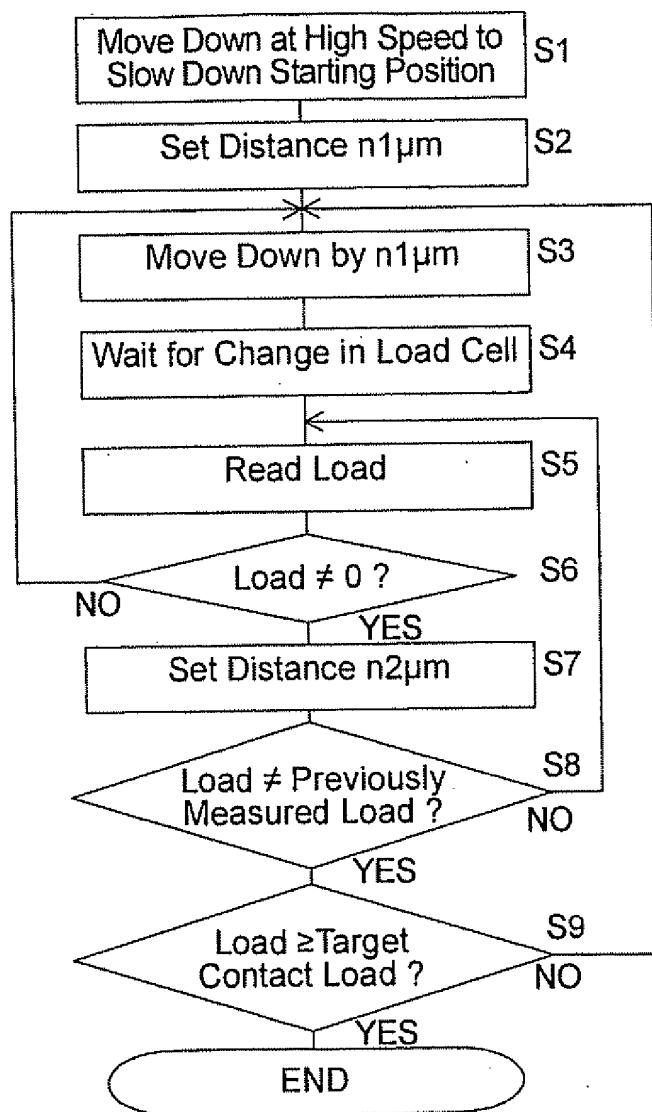 Move Down at High Speed to
Slow Down Starting Position
S1
Set Distance n1μm
S2
Move Down by n1μm
S3
Wait for Change in Load Cell
S4
Read Load
S5
Load ≠ 0 ?
S6
NO
YES
Set Distance n2μm
S7
Load ≠ Previously
Measured Load ?
S8
NO
YES
Load ≥Target
Contact Load ?
S9
NO
YES
END